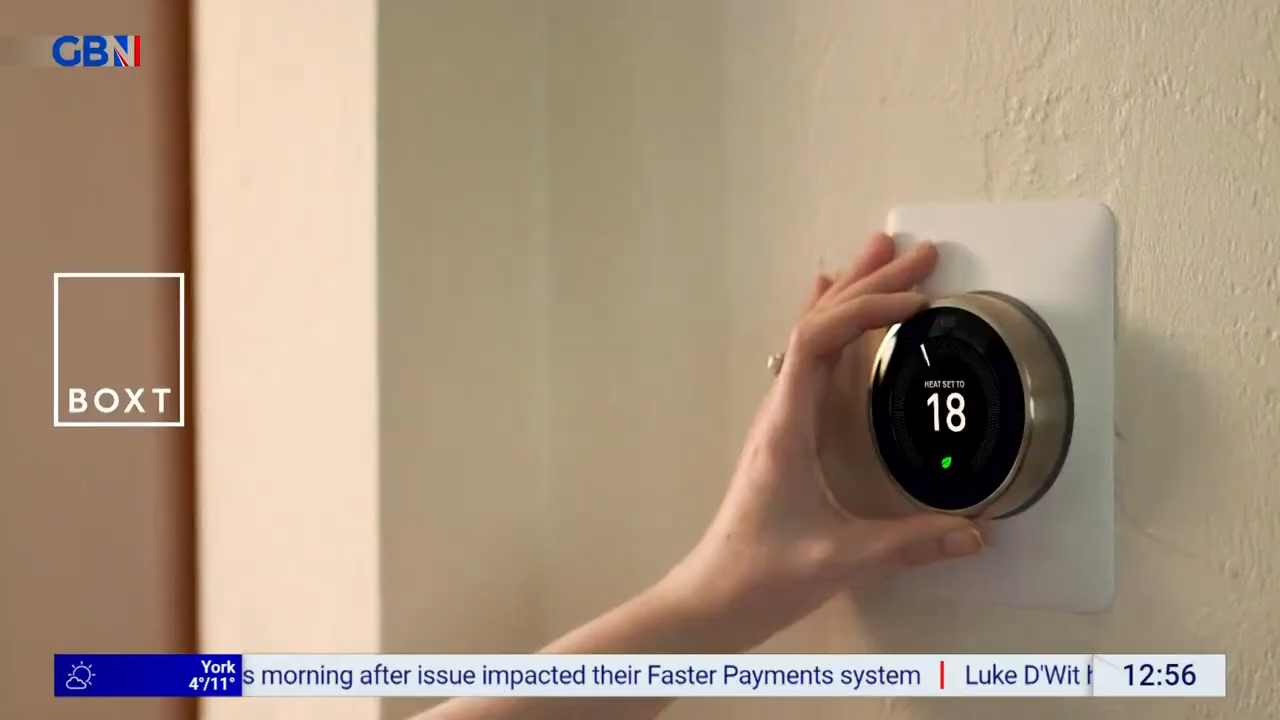 GBN
BOXT
HEAT SET TO
18
York
4°/11°
s morning after issue impacted their Faster Payments system | Luke D'Wit
12:56